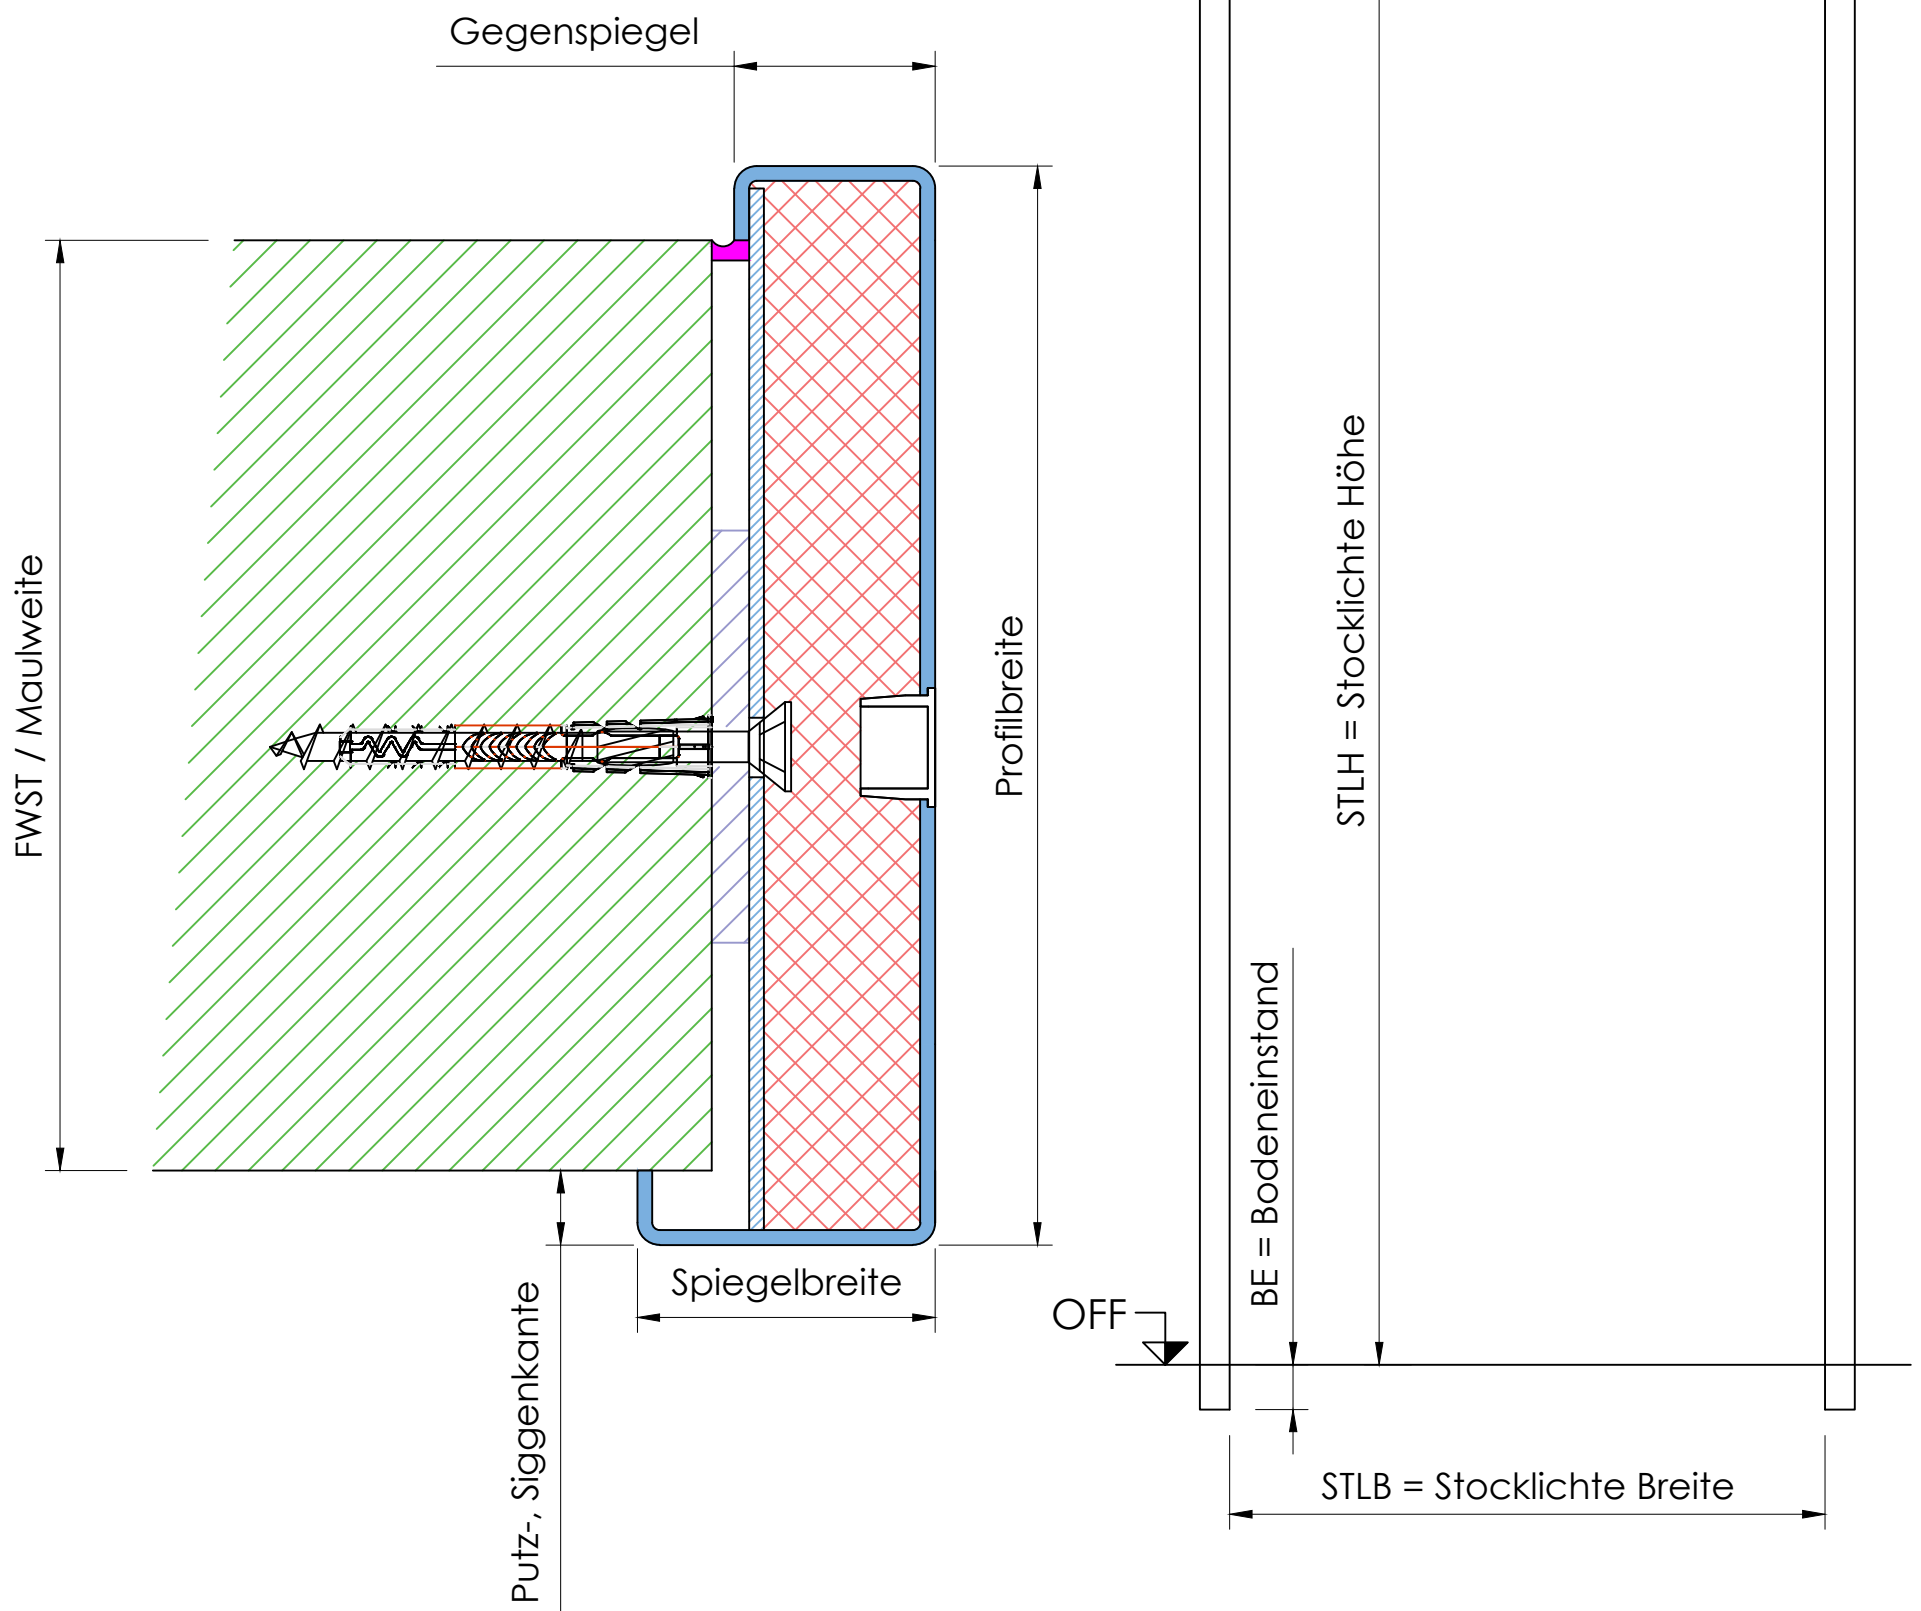 Gegenspiegel
FWST / Maulweite
Profilbreite
Spiegelbreite
Putz-, Siggenkante
STLH = Stocklichte Höhe
BE = Bodeneinstand
OFF
STLB = Stocklichte Breite